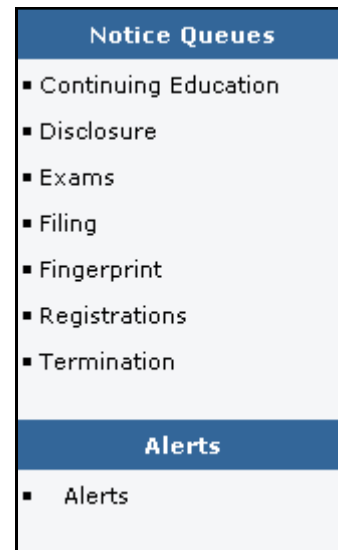 Notice Queues
Continuing Education
Disclosure
Exams
Filing
Fingerprint
Registrations
Termination
Alerts
Alerts